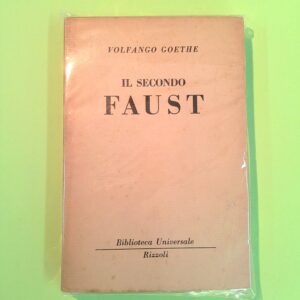 VOLFANGO GOETHE
IL SECONDO
FAUST
Biblioteca Universale
Rizzoli